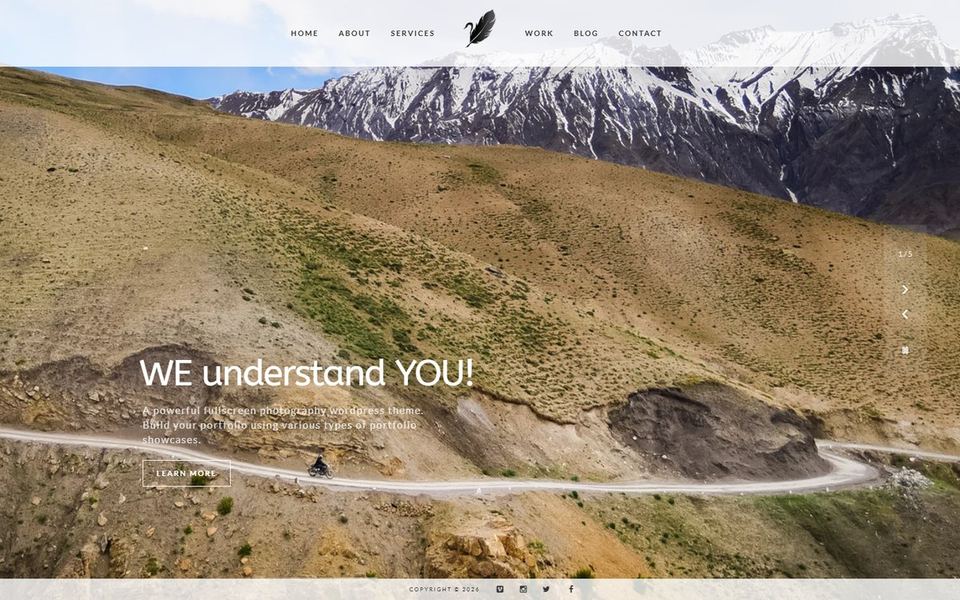 HOME ABOUT SERVICES WORK BLOG CONTACT
1/5
WE understand YOU!
A powerful fullscreen photography wordpress theme.
Build your portfolio using various types of portfolio
showcases.
LEARN MORE
COPYRIGHT © 2026